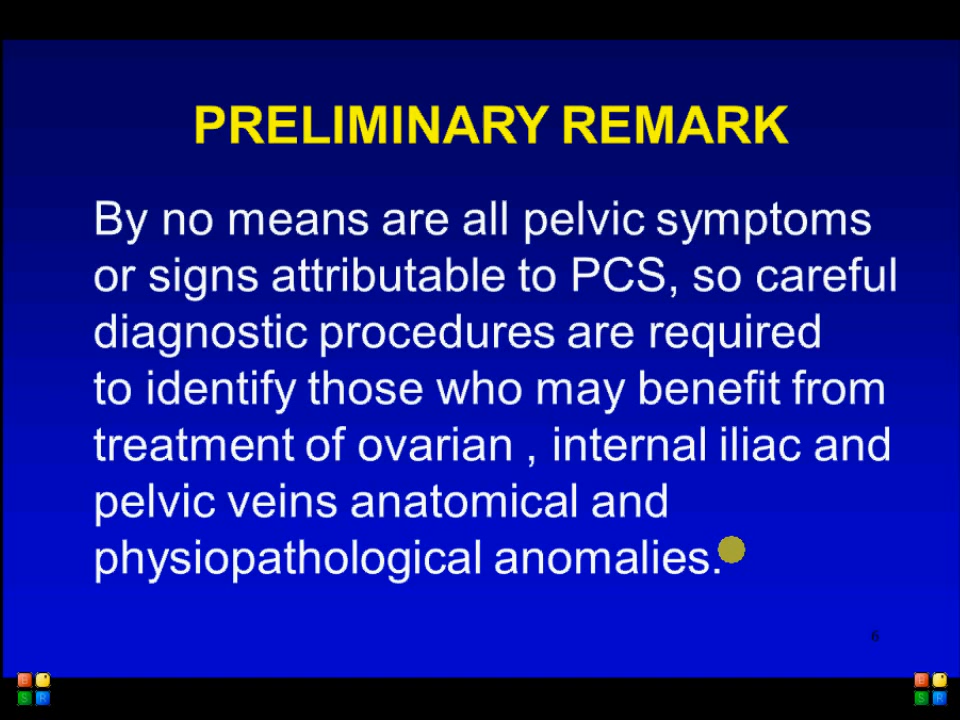 PRELIMINARY REMARK
By no means are all pelvic symptoms
or signs attributable to PCS, so careful
diagnostic procedures are required
to identify those who may benefit from
treatment of ovarian , internal iliac and
pelvic veins anatomical and
physiopathological anomalies.
6
E
S R
E
S R